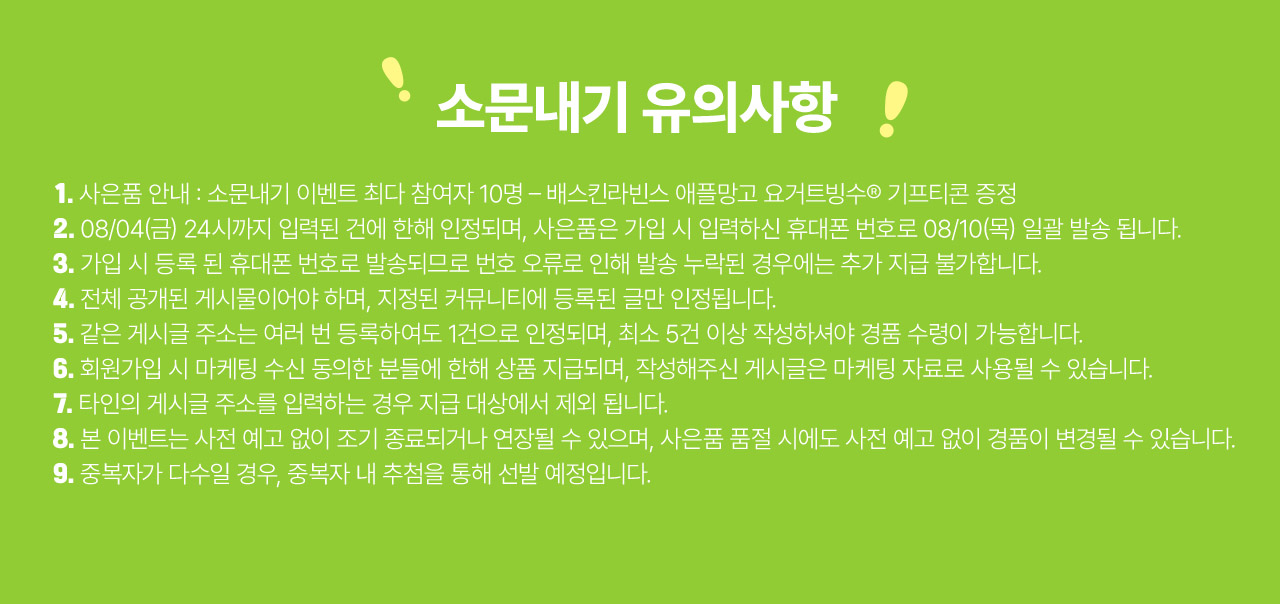 소문내기 유의사항
1. 사은품 안내 : 소문내기 이벤트 최다 참여자 10명 – 배스킨라빈스 애플망고 요거트빙수® 기프티콘 증정
2. 08/04(금) 24시까지 입력된 건에 한해 인정되며, 사은품은 가입 시 입력하신 휴대폰 번호로 08/10(목) 일괄 발송 됩니다.
3. 가입 시 등록 된 휴대폰 번호로 발송되므로 번호 오류로 인해 발송 누락된 경우에는 추가 지급 불가합니다.
4. 전체 공개된 게시물이어야 하며, 지정된 커뮤니티에 등록된 글만 인정됩니다.
5. 같은 게시글 주소는 여러 번 등록하여도 1건으로 인정되며, 최소 5건 이상 작성하셔야 경품 수령이 가능합니다.
6. 회원가입 시 마케팅 수신 동의한 분들에 한해 상품 지급되며, 작성해주신 게시글은 마케팅 자료로 사용될 수 있습니다.
7. 타인의 게시글 주소를 입력하는 경우 지급 대상에서 제외 됩니다.
8. 본 이벤트는 사전 예고 없이 조기 종료되거나 연장될 수 있으며, 사은품 품절 시에도 사전 예고 없이 경품이 변경될 수 있습니다.
9. 중복자가 다수일 경우, 중복자 내 추첨을 통해 선발 예정입니다.